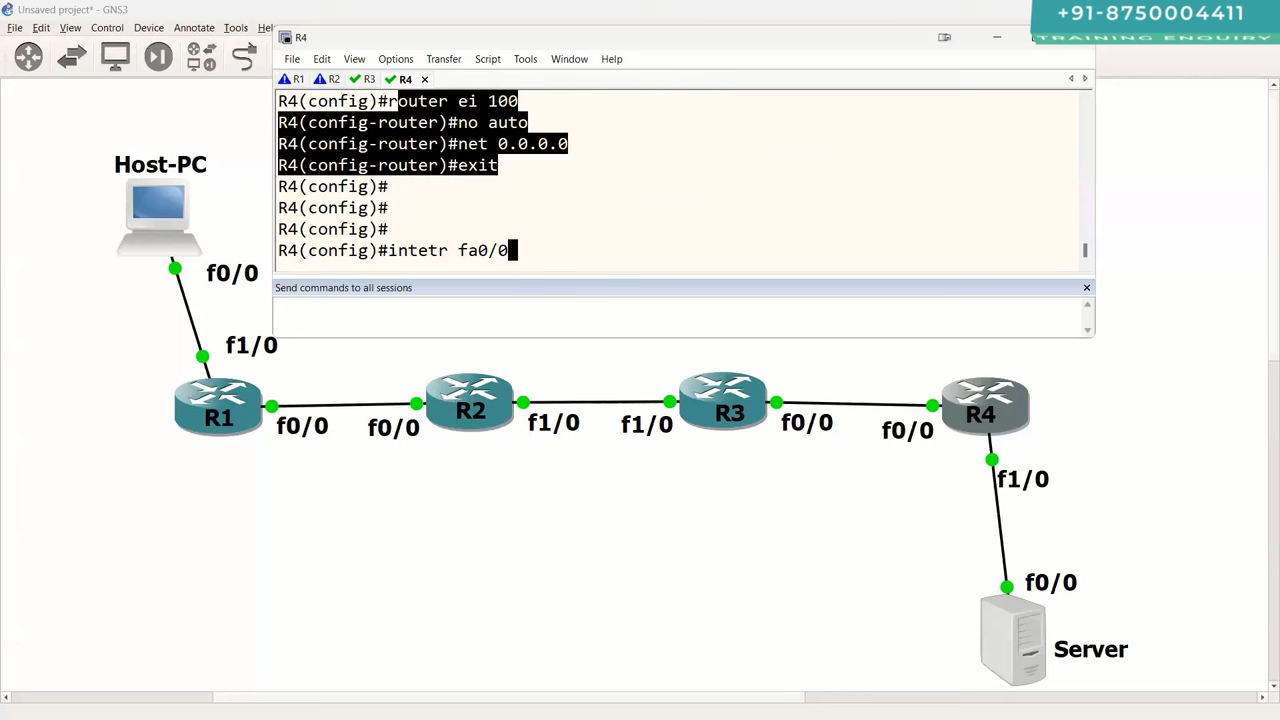 Unsaved project* - GNS3
+91-8750004411
TRAINING ENQUIRY
File Edit View Control Device Annotate Tools Hel
R4
File Edit View Options Transfer Script Tools Window Help
R1 R2 R3 R4
R4(config)#router ei 100
R4(config-router)#no auto
R4(config-router)#net 0.0.0.0
R4(config-router)#exit
R4(config)#
R4(config)#
R4(config)#
R4(config)#intetr fa0/0
Send commands to all sessions
Host-PC
f0/0
f1/0
R1
f0/0
f0/0
R2
f1/0
f1/0
R3
f0/0
f0/0
R4
f1/0
f0/0
Server